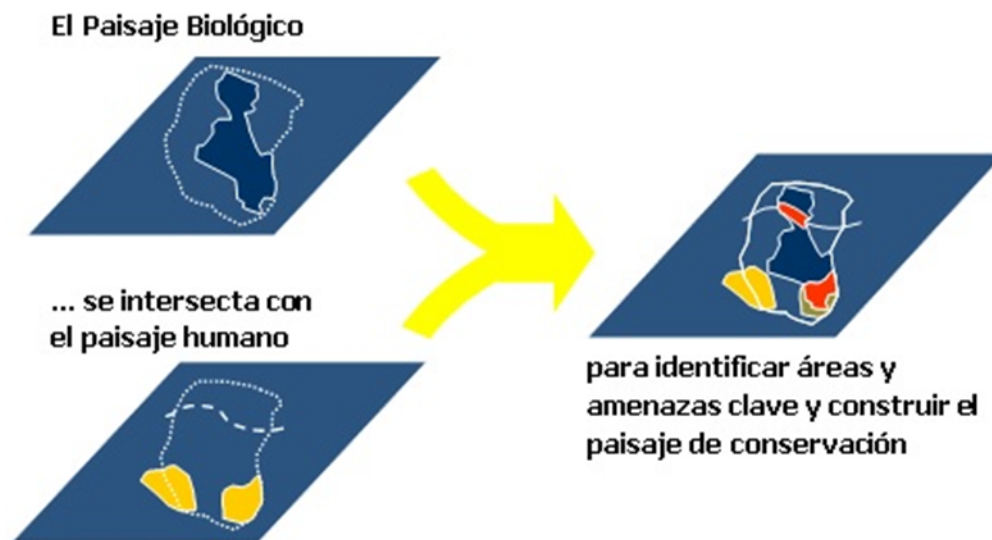 El Paisaje Biológico
... se intersecta con
el paisaje humano
para identificar áreas y
amenazas clave y construir el
paisaje de conservación